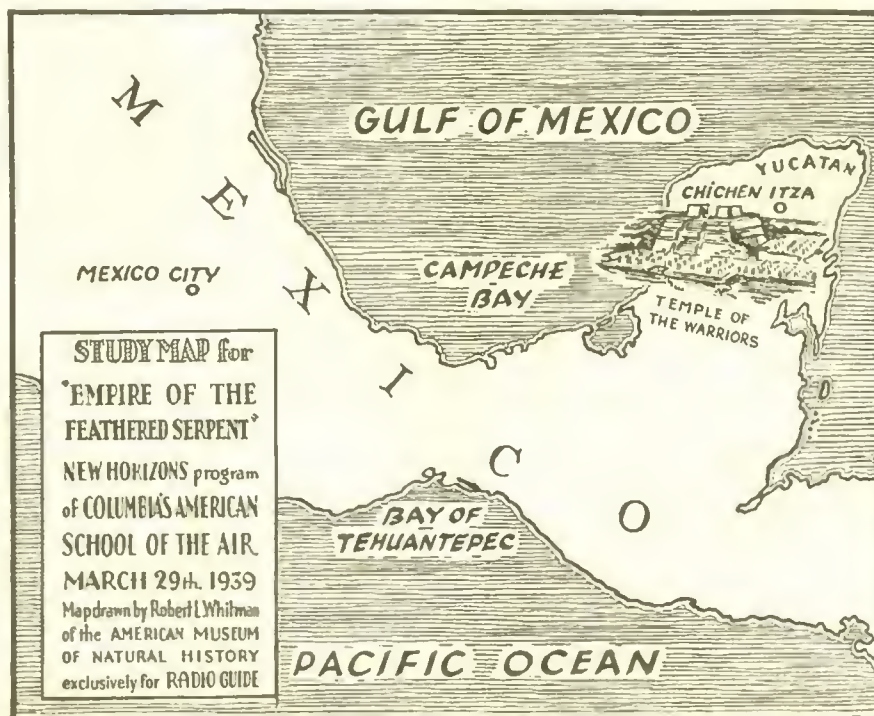 MEXICO
GULF OF MEXICO
YUCATAN
CHICHEN ITZA
MEXICO CITY
CAMPECHE
BAY
TEMPLE OF
THE WARRIORS
STUDY MAP for
"EMPIRE OF THE
FEATHERED SERPENT"
NEW HORIZONS program
of COLUMBIA'S AMERICAN
SCHOOL OF THE AIR
MARCH 29th. 1939
Map drawn by Robert L. Whitman
of the AMERICAN MUSEUM
OF NATURAL HISTORY
exclusively for RADIO GUIDE
BAY OF
TEHUANTEPEC
PACIFIC OCEAN